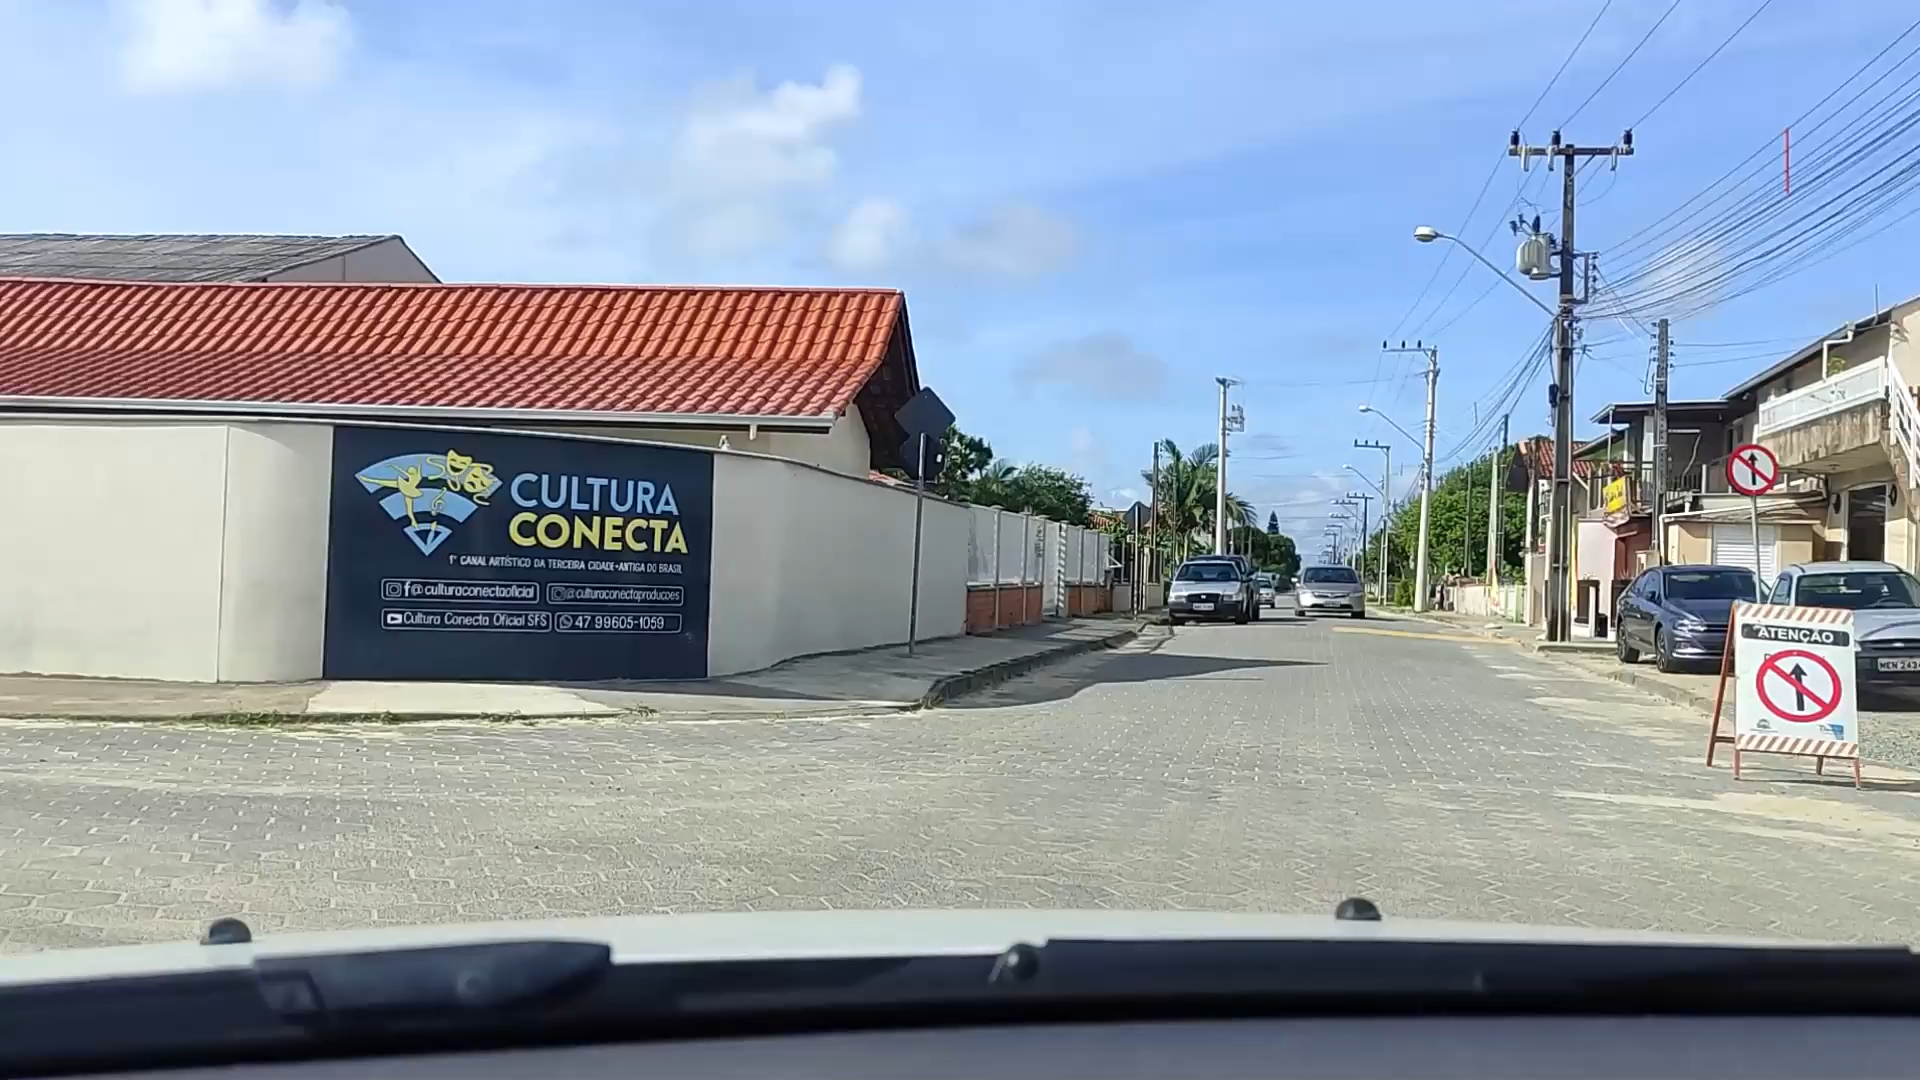 CULTURA
CONECTA
1º CANAL ARTÍSTICO DA TERCEIRA CIDADE+ANTIGA DO BRASIL
@culturaconectaoficial @culturaconectaproducoes
Cultura Conecta Oficial SFS 47 99605-1059
ATENÇÃO